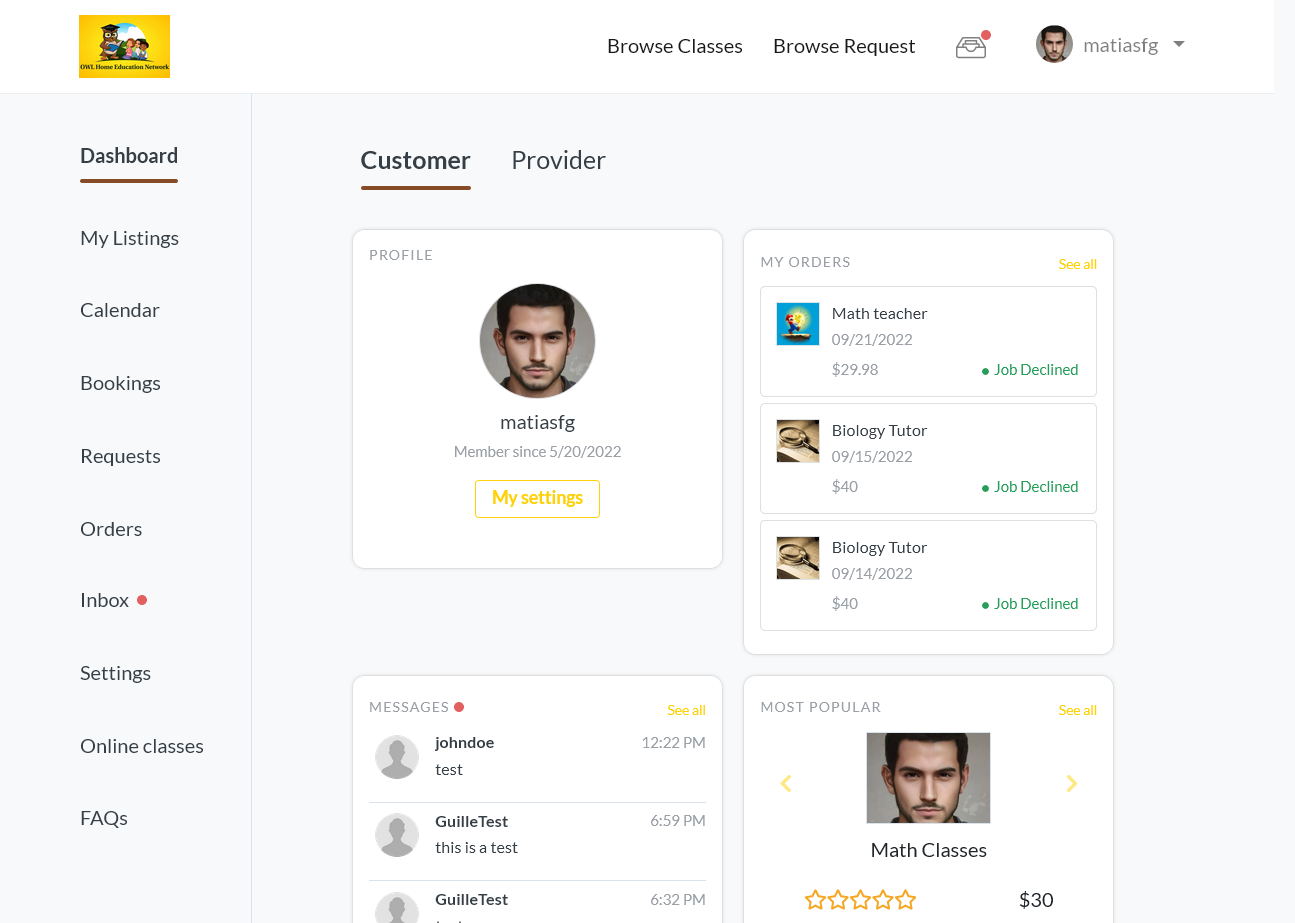 OWL Home Education Network
Browse Classes
Browse Request
matiasfg
Dashboard
My Listings
Calendar
Bookings
Requests
Orders
Inbox
Settings
Online classes
FAQs
Customer
Provider
PROFILE
matiasfg
Member since 5/20/2022
My settings
MY ORDERS
See all
Math teacher
09/21/2022
$29.98
Job Declined
Biology Tutor
09/15/2022
$40
Job Declined
Biology Tutor
09/14/2022
$40
Job Declined
MESSAGES
See all
johndoe
12:22 PM
test
GuilleTest
6:59 PM
this is a test
GuilleTest
6:32 PM
MOST POPULAR
See all
Math Classes
$30